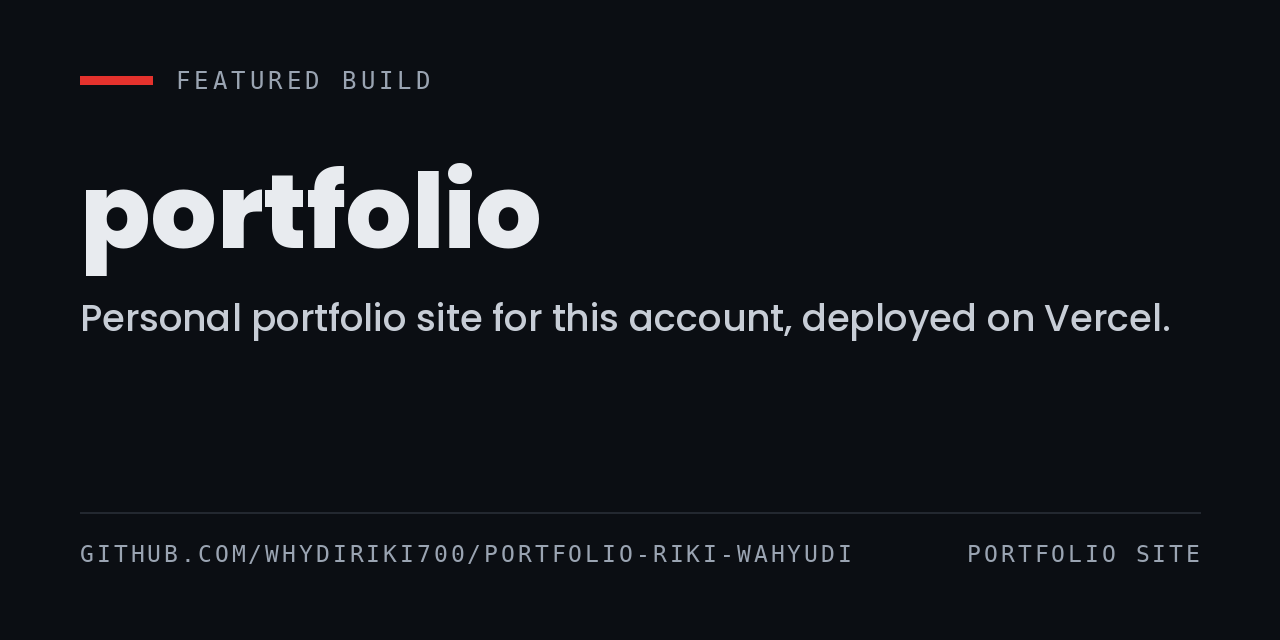 FEATURED BUILD
portfolio
Personal portfolio site for this account, deployed on Vercel.
GITHUB.COM/WHYDIRIKI700/PORTFOLIO-RIKI-WAHYUDI
PORTFOLIO SITE